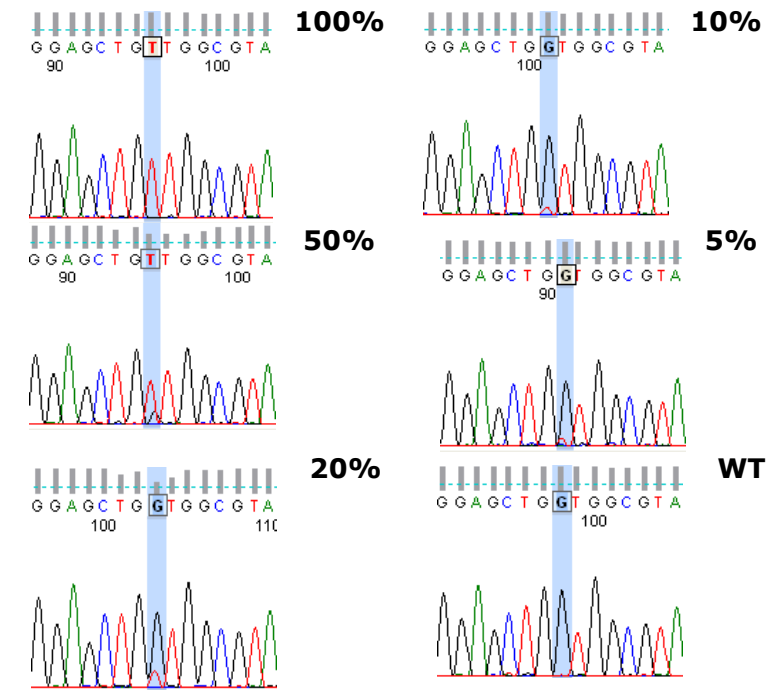 100%
G G A G C T G T T G G C G T A
90 100
10%
G G A G C T G G T G G C G T A
100
50%
G G A G C T G T T G G C G T A
90 100
5%
G G A G C T G G T G G C G T A
90
20%
G G A G C T G G T G G C G T A
100 110
WT
G G A G C T G G T G G C G T A
100